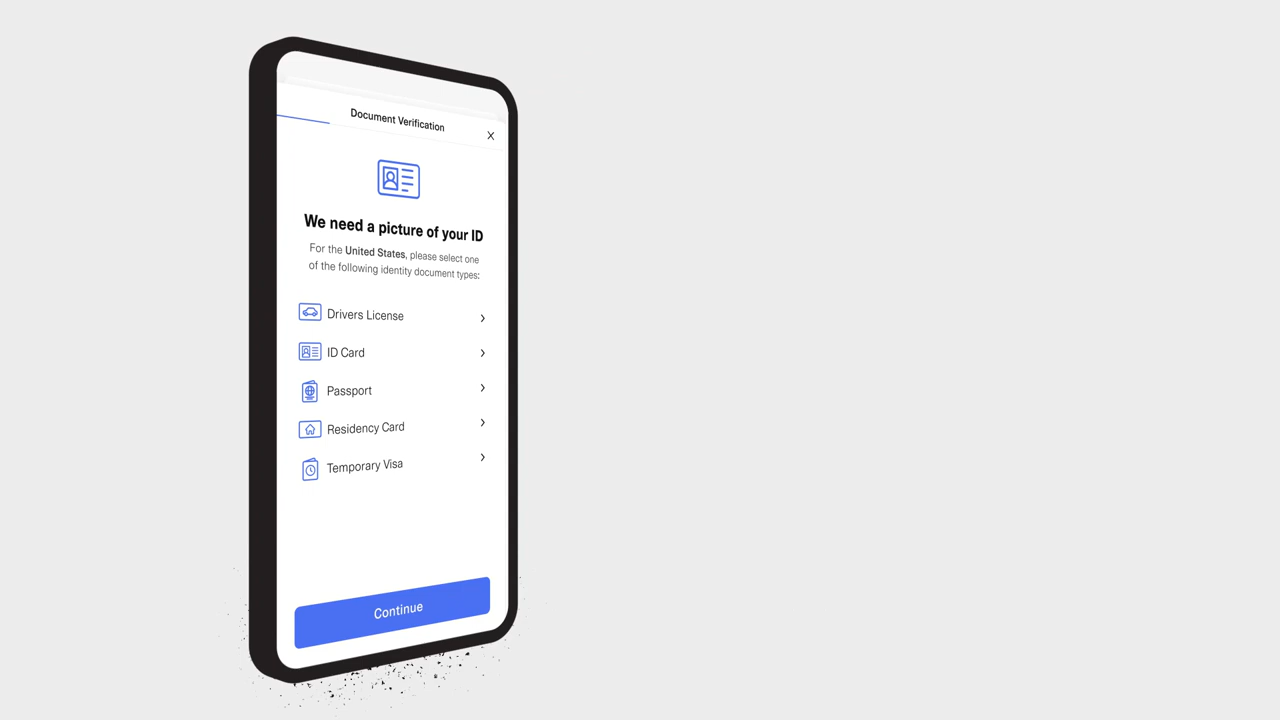 Document Verification
X
We need a picture of your ID
For the United States, please select one
of the following identity document types:
Drivers License
ID Card
Passport
Residency Card
Temporary Visa
Continue